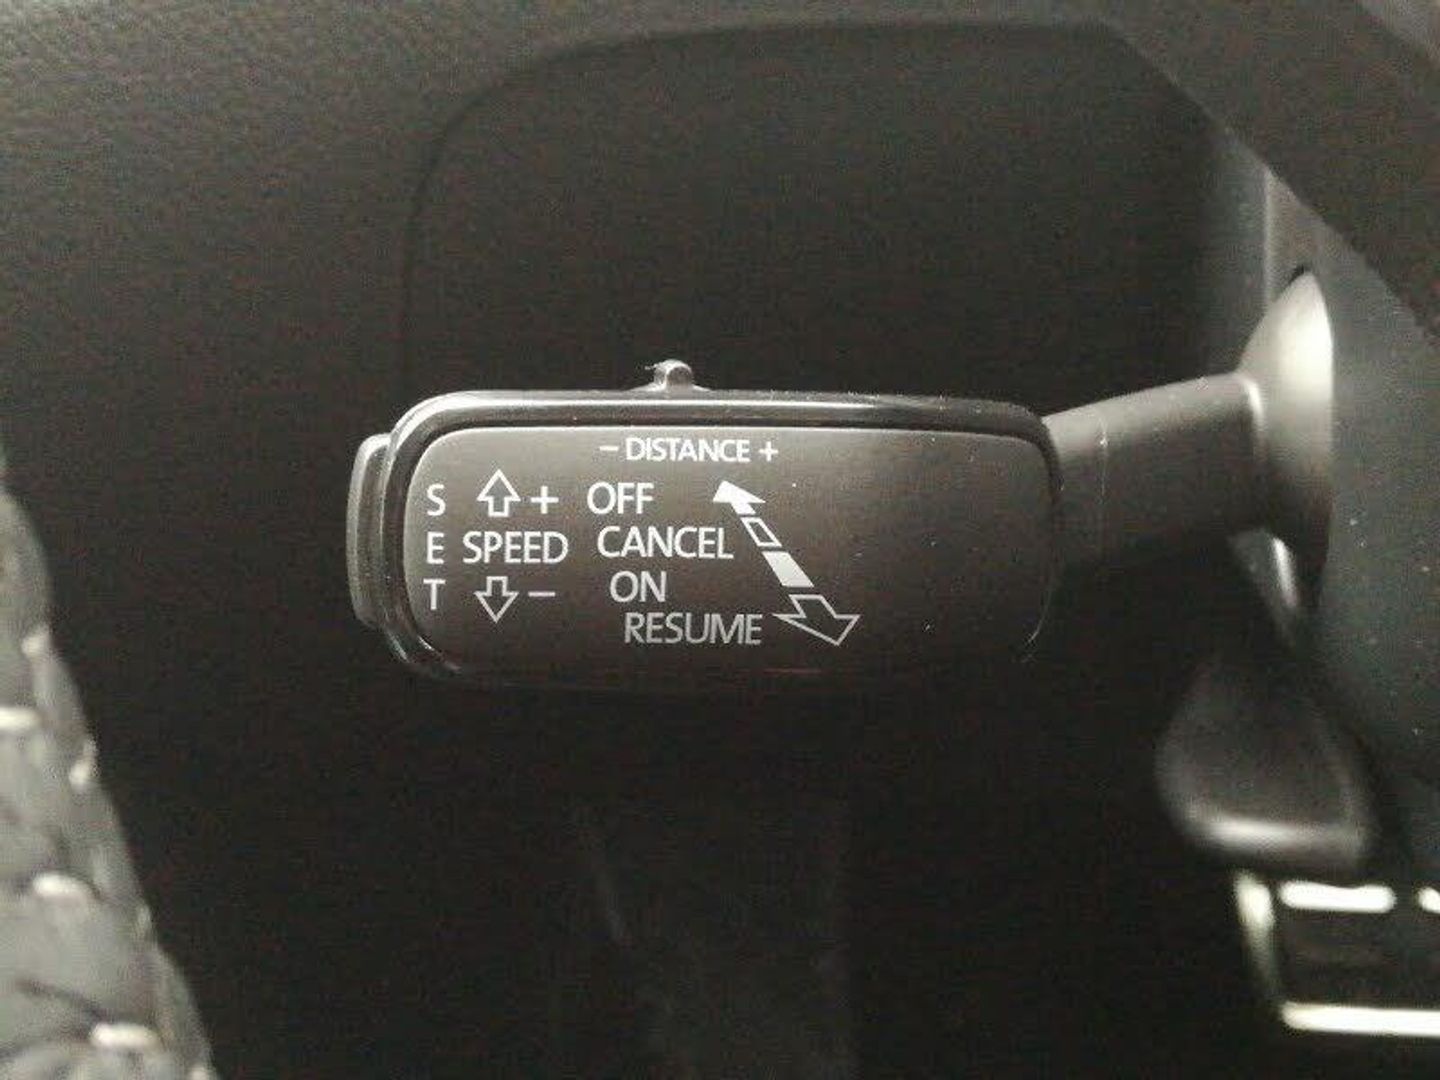 − DISTANCE +
S + OFF
E SPEED CANCEL
T − ON
RESUME